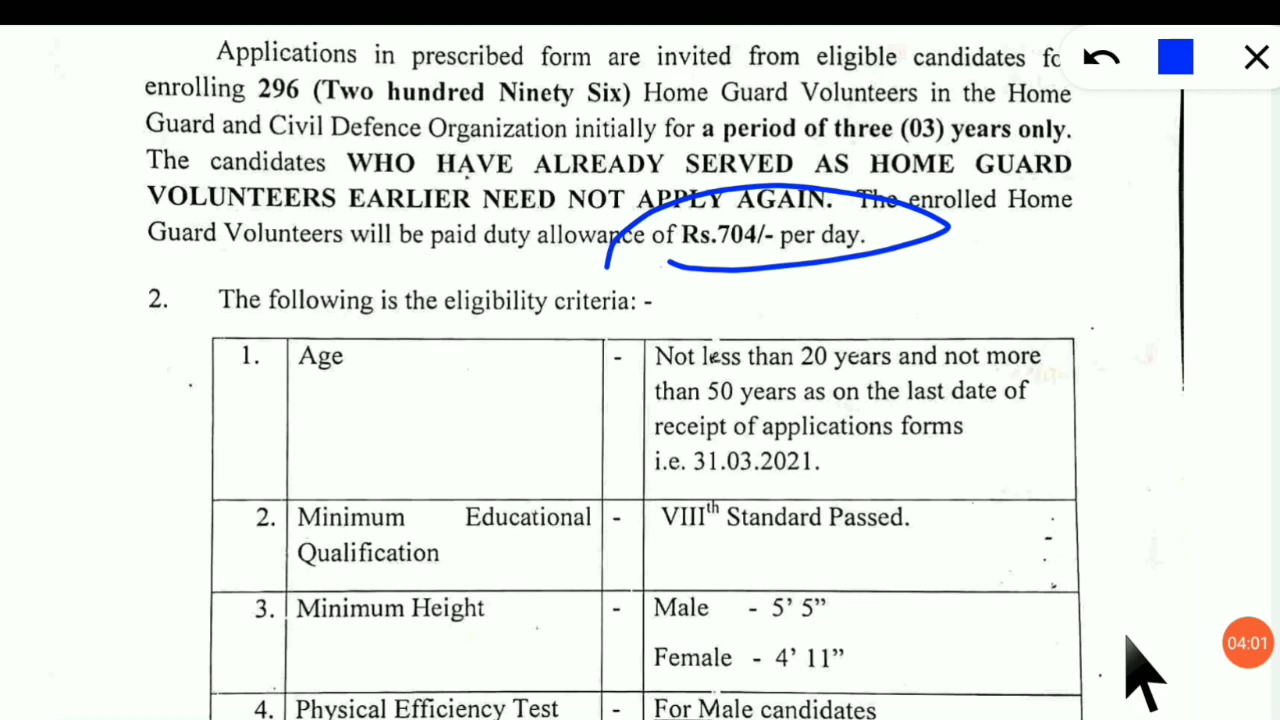 Applications in prescribed form are invited from eligible candidates fo
enrolling 296 (Two hundred Ninety Six) Home Guard Volunteers in the Home
Guard and Civil Defence Organization initially for a period of three (03) years only.
The candidates WHO HAVE ALREADY SERVED AS HOME GUARD
VOLUNTEERS EARLIER NEED NOT APPLY AGAIN. The enrolled Home
Guard Volunteers will be paid duty allowance of Rs.704/- per day.
2. The following is the eligibility criteria: -
1. Age - Not less than 20 years and not more
than 50 years as on the last date of
receipt of applications forms
i.e. 31.03.2021.
2. Minimum Educational - VIIIth Standard Passed.
Qualification
3. Minimum Height - Male - 5’ 5”
Female - 4’ 11”
04:01
4. Physical Efficiency Test - For Male candidates